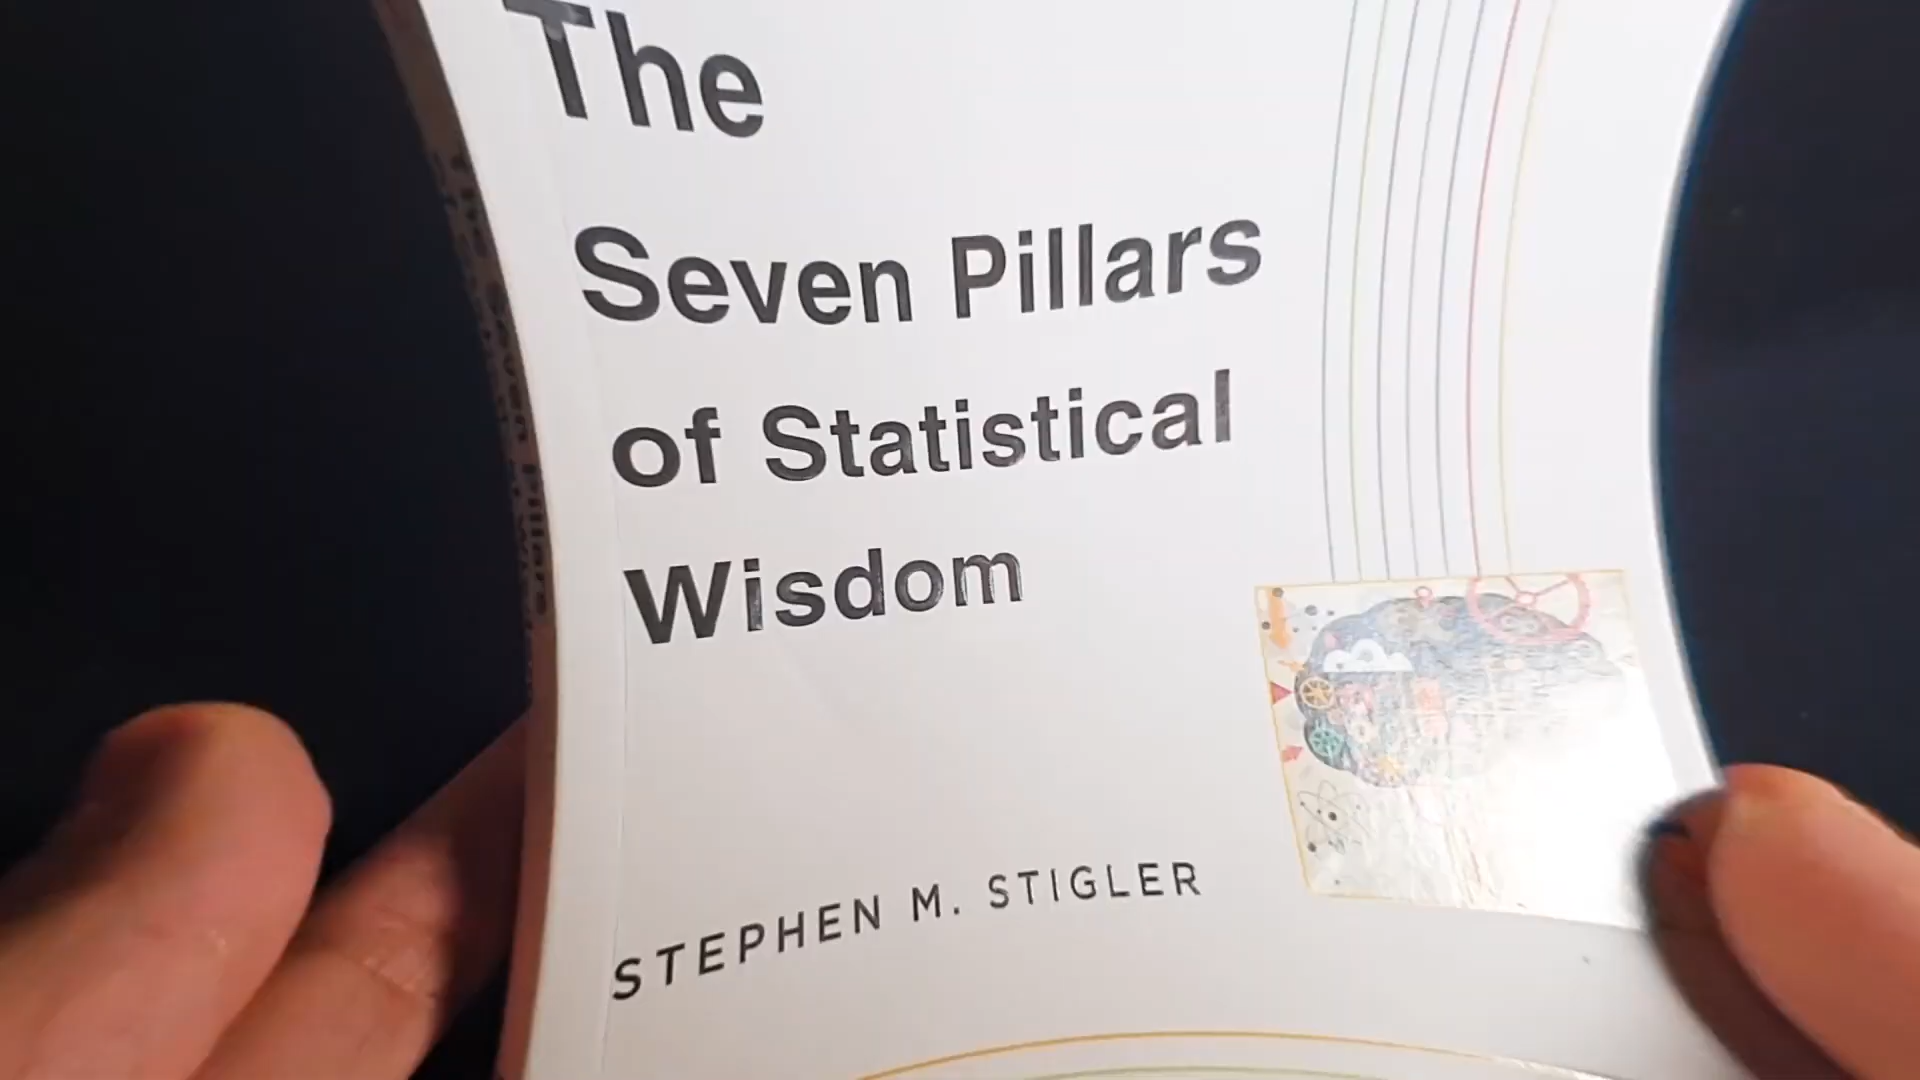 The
Seven Pillars
of Statistical
Wisdom
STEPHEN M. STIGLER